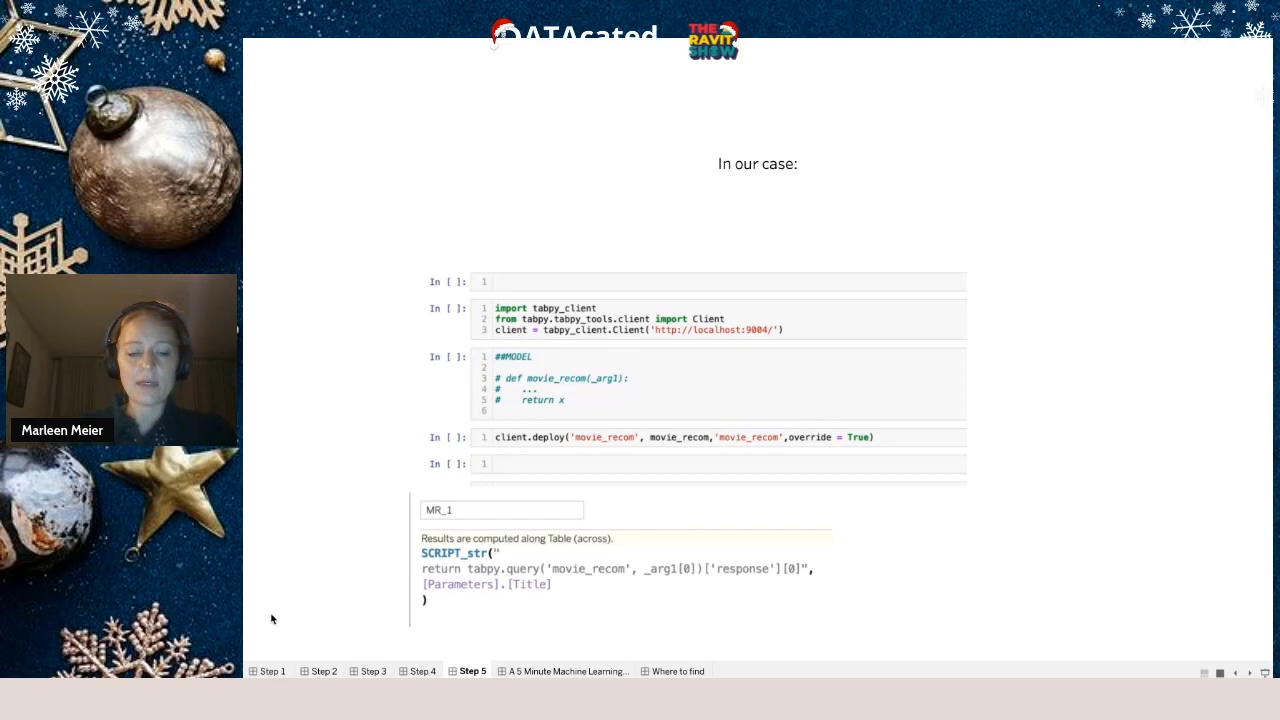 DATAcated
THE
RAVIT
SHOW
In our case:
In [ ]: 1
In [ ]: 1 import tabpy_client
2 from tabpy.tabpy_tools.client import Client
3 client = tabpy_client.Client('http://localhost:9004/')
In [ ]: 1 ##MODEL
2
3 # def movie_recom(_arg1):
4 #    ...
5 #    return x
6
In [ ]: 1 client.deploy('movie_recom', movie_recom,'movie_recom',override = True)
In [ ]: 1
MR_1
Results are computed along Table (across).
SCRIPT_str("
return tabpy.query('movie_recom', _arg1[0])['response'][0]",
[Parameters].[Title]
)
Marleen Meier
Step 1 Step 2 Step 3 Step 4 Step 5 A 5 Minute Machine Learning... Where to find